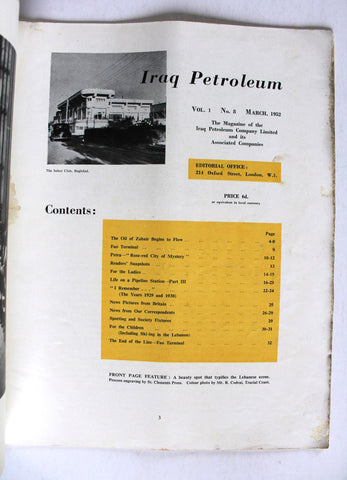 Iraq Petroleum
VOL. 1 No. 8 MARCH, 1952
The Magazine of the
Iraq Petroleum Company Limited
and its
Associated Companies
EDITORIAL OFFICE :
214 Oxford Street, London, W.1.
PRICE 6d.
or equivalent in local currency
Contents :
Page
The Oil of Zubair Begins to Flow 4-8
Fao Terminal 9
Petra—"Rose-red City of Mystery" 10-12
Readers' Snapshots 13
For the Ladies 14-15
Life on a Pipeline Station—Part III 16-21
"I Remember . . ." 22-24
(The Years 1929 and 1930)
News Pictures from Britain 25
News from Our Correspondents 26-29
Sporting and Society Fixtures 29
For the Children 30-31
(Including Ski-ing in the Lebanon)
The End of the Line—Fao Terminal 32
FRONT PAGE FEATURE : A beauty spot that typifies the Lebanese scene.
Process engraving by St. Clements Press. Colour photo by Mr. B. Trucial Coast.
3